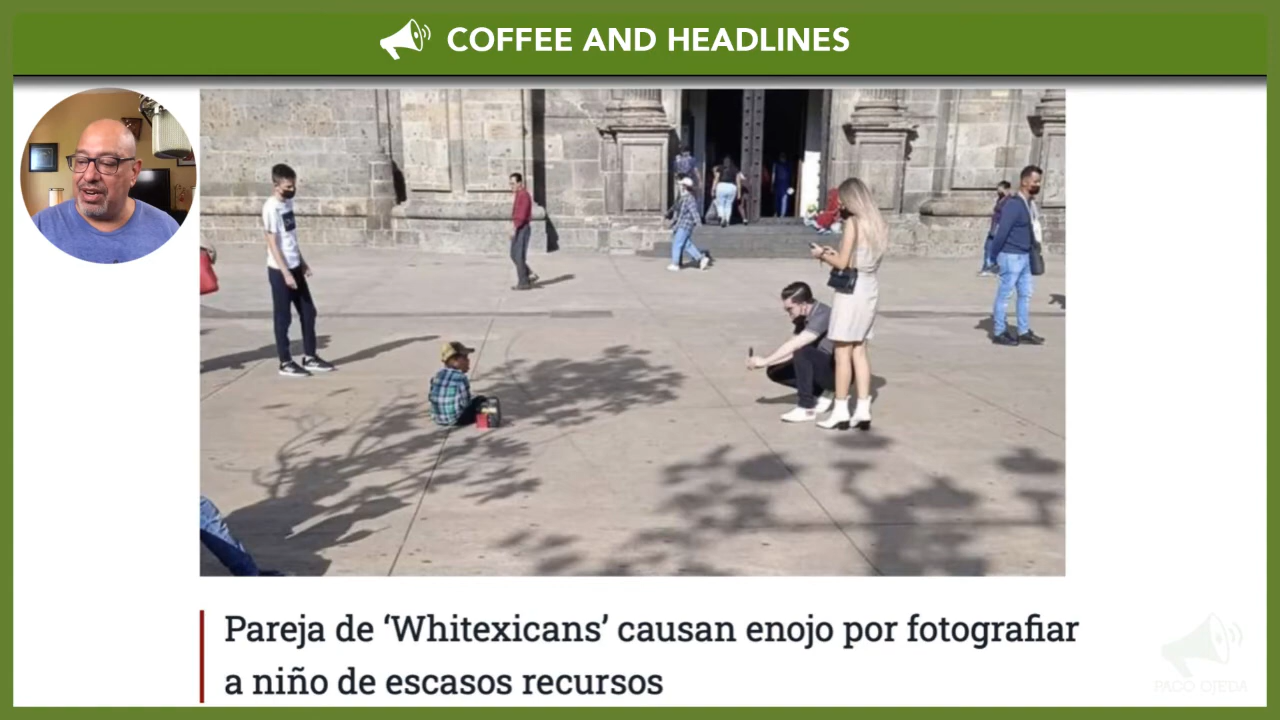 COFFEE AND HEADLINES
Pareja de ‘Whitexicans’ causan enojo por fotografiar
a niño de escasos recursos
PACO OJEDA